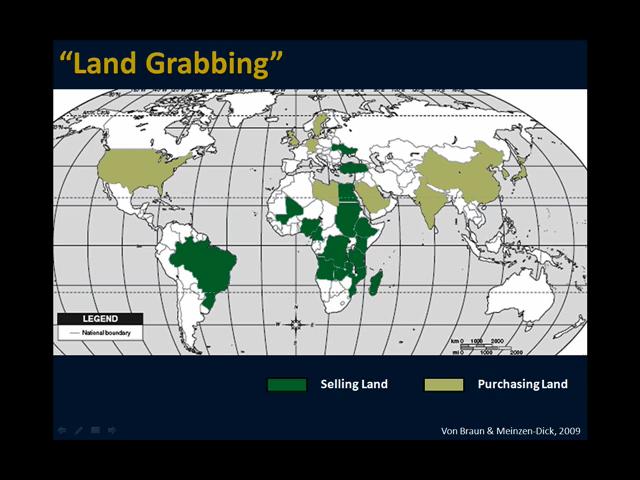 “Land Grabbing”
LEGEND
National boundary
N
W
E
S
km 0 1000 2000
mi 0 1000 2000
Selling Land
Purchasing Land
Von Braun & Meinzen-Dick, 2009